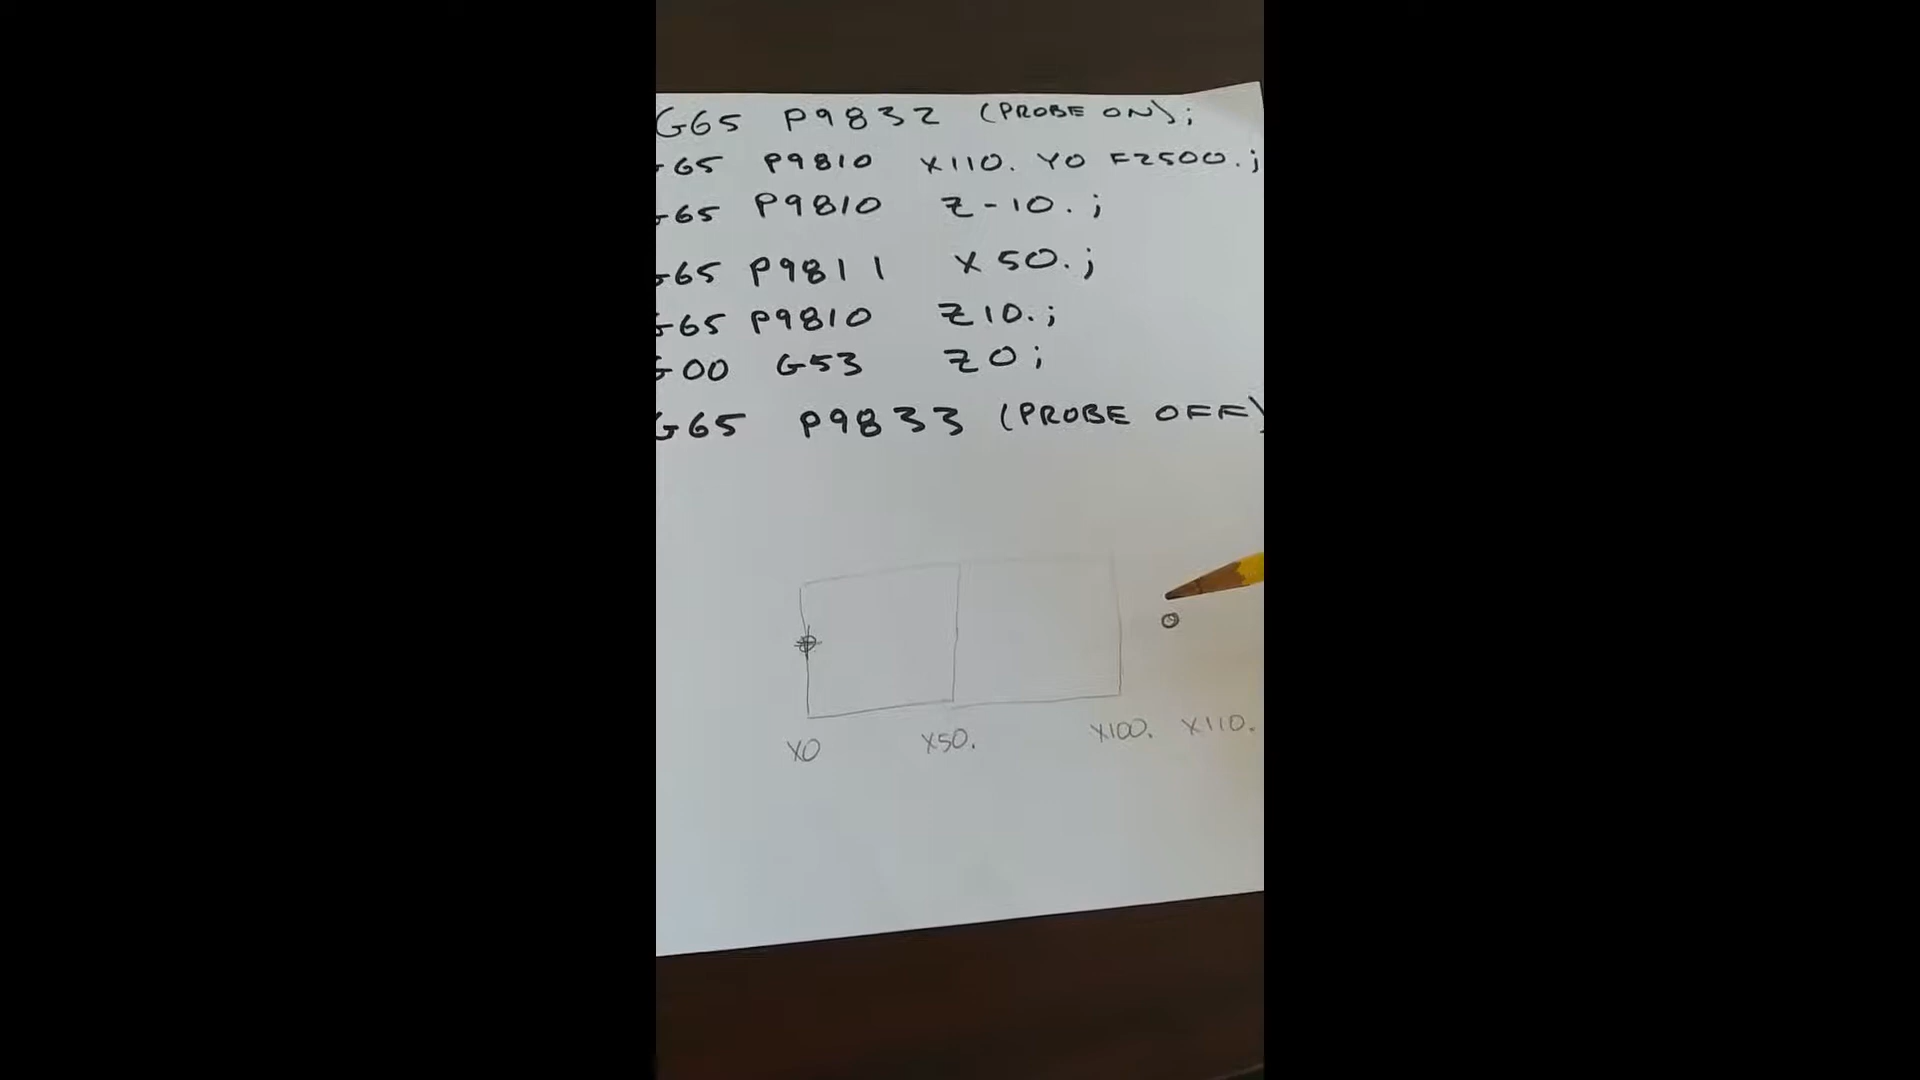 G65 P9832 (PROBE ON);
G65 P9810 X110. Y0 F2500.;
G65 P9810 Z-10.;
G65 P9811 X50.;
G65 P9810 Z10.;
G00 G53 Z0;
G65 P9833 (PROBE OFF)
X0 X50. X100. X110.